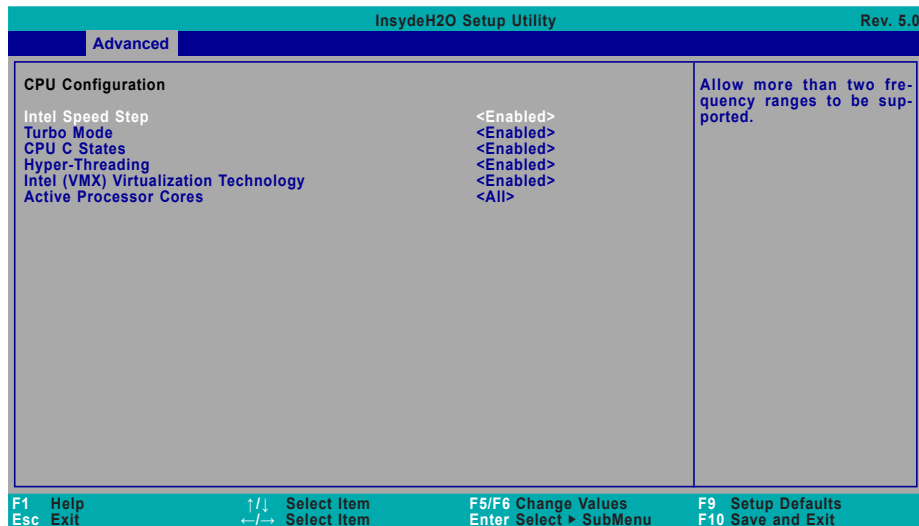 InsydeH2O Setup Utility Rev. 5.0
Advanced
CPU Configuration
Intel Speed Step <Enabled>
Turbo Mode <Enabled>
CPU C States <Enabled>
Hyper-Threading <Enabled>
Intel (VMX) Virtualization Technology <Enabled>
Active Processor Cores <All>
Allow more than two fre-
quency ranges to be sup-
ported.
F1 Help ↑/↓ Select Item F5/F6 Change Values F9 Setup Defaults
Esc Exit ←/→ Select Item Enter Select ▶ SubMenu F10 Save and Exit